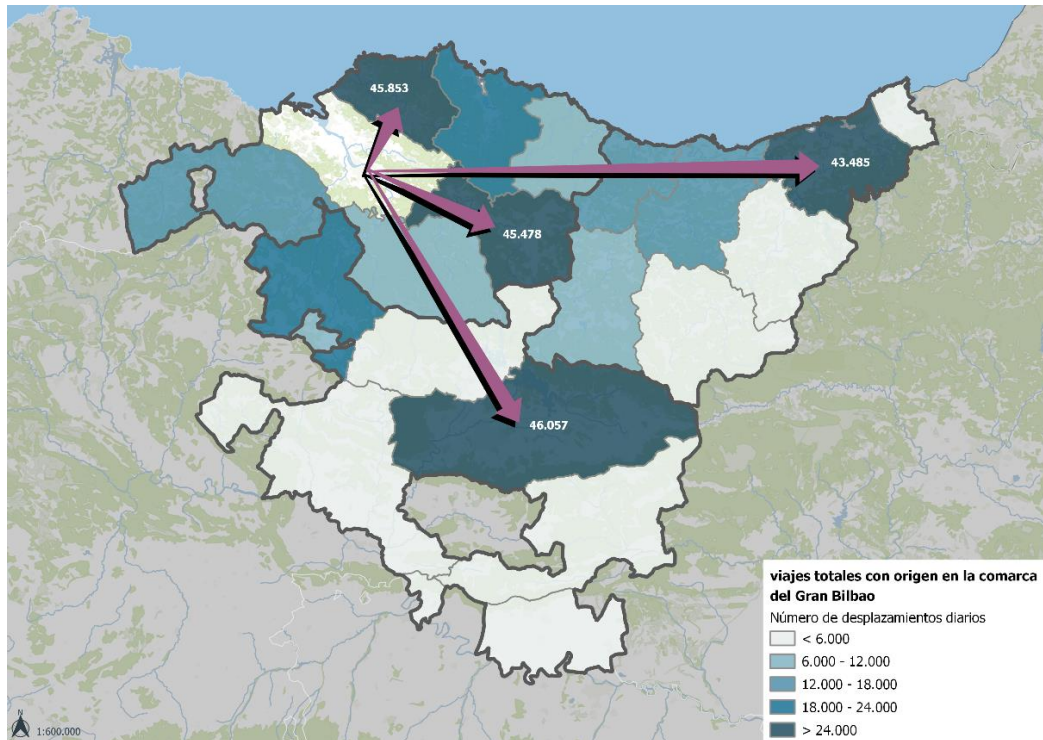 45.853
43.485
45.478
46.057
viajes totales con origen en la comarca
del Gran Bilbao
Número de desplazamientos diarios
< 6.000
6.000 - 12.000
12.000 - 18.000
18.000 - 24.000
> 24.000
N
1:600.000